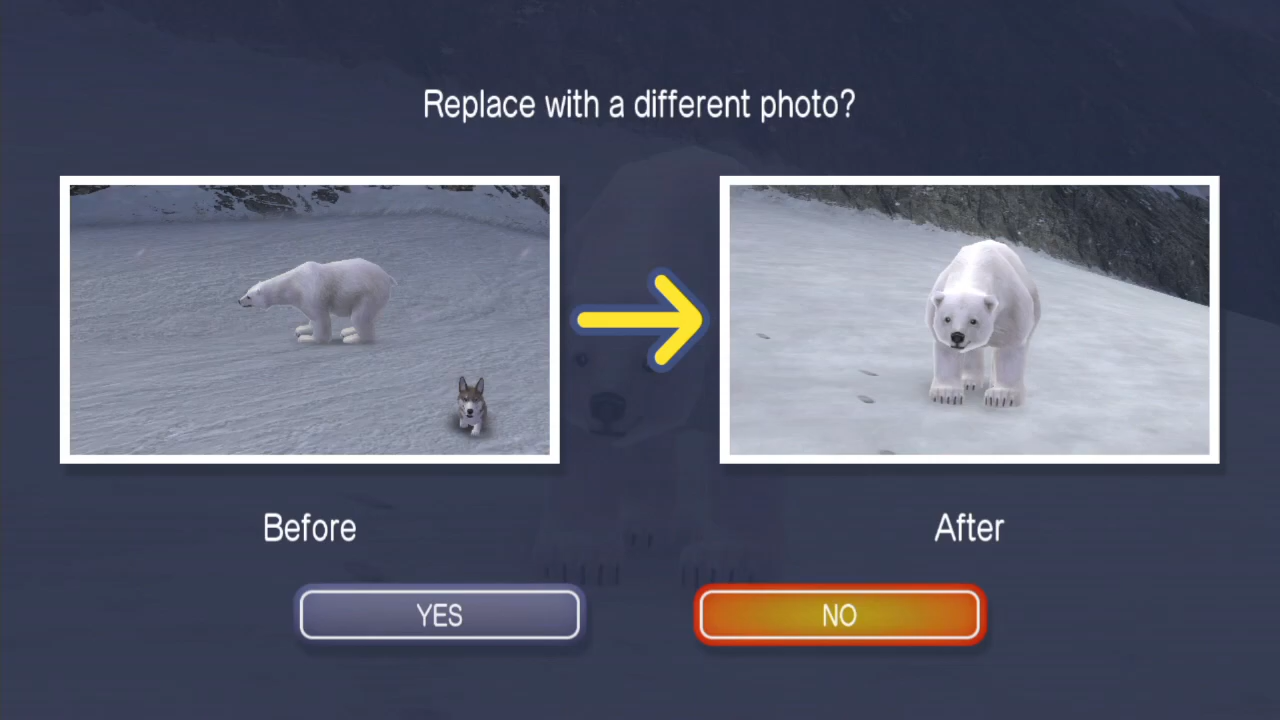 Replace with a different photo?
Before
After
YES
NO